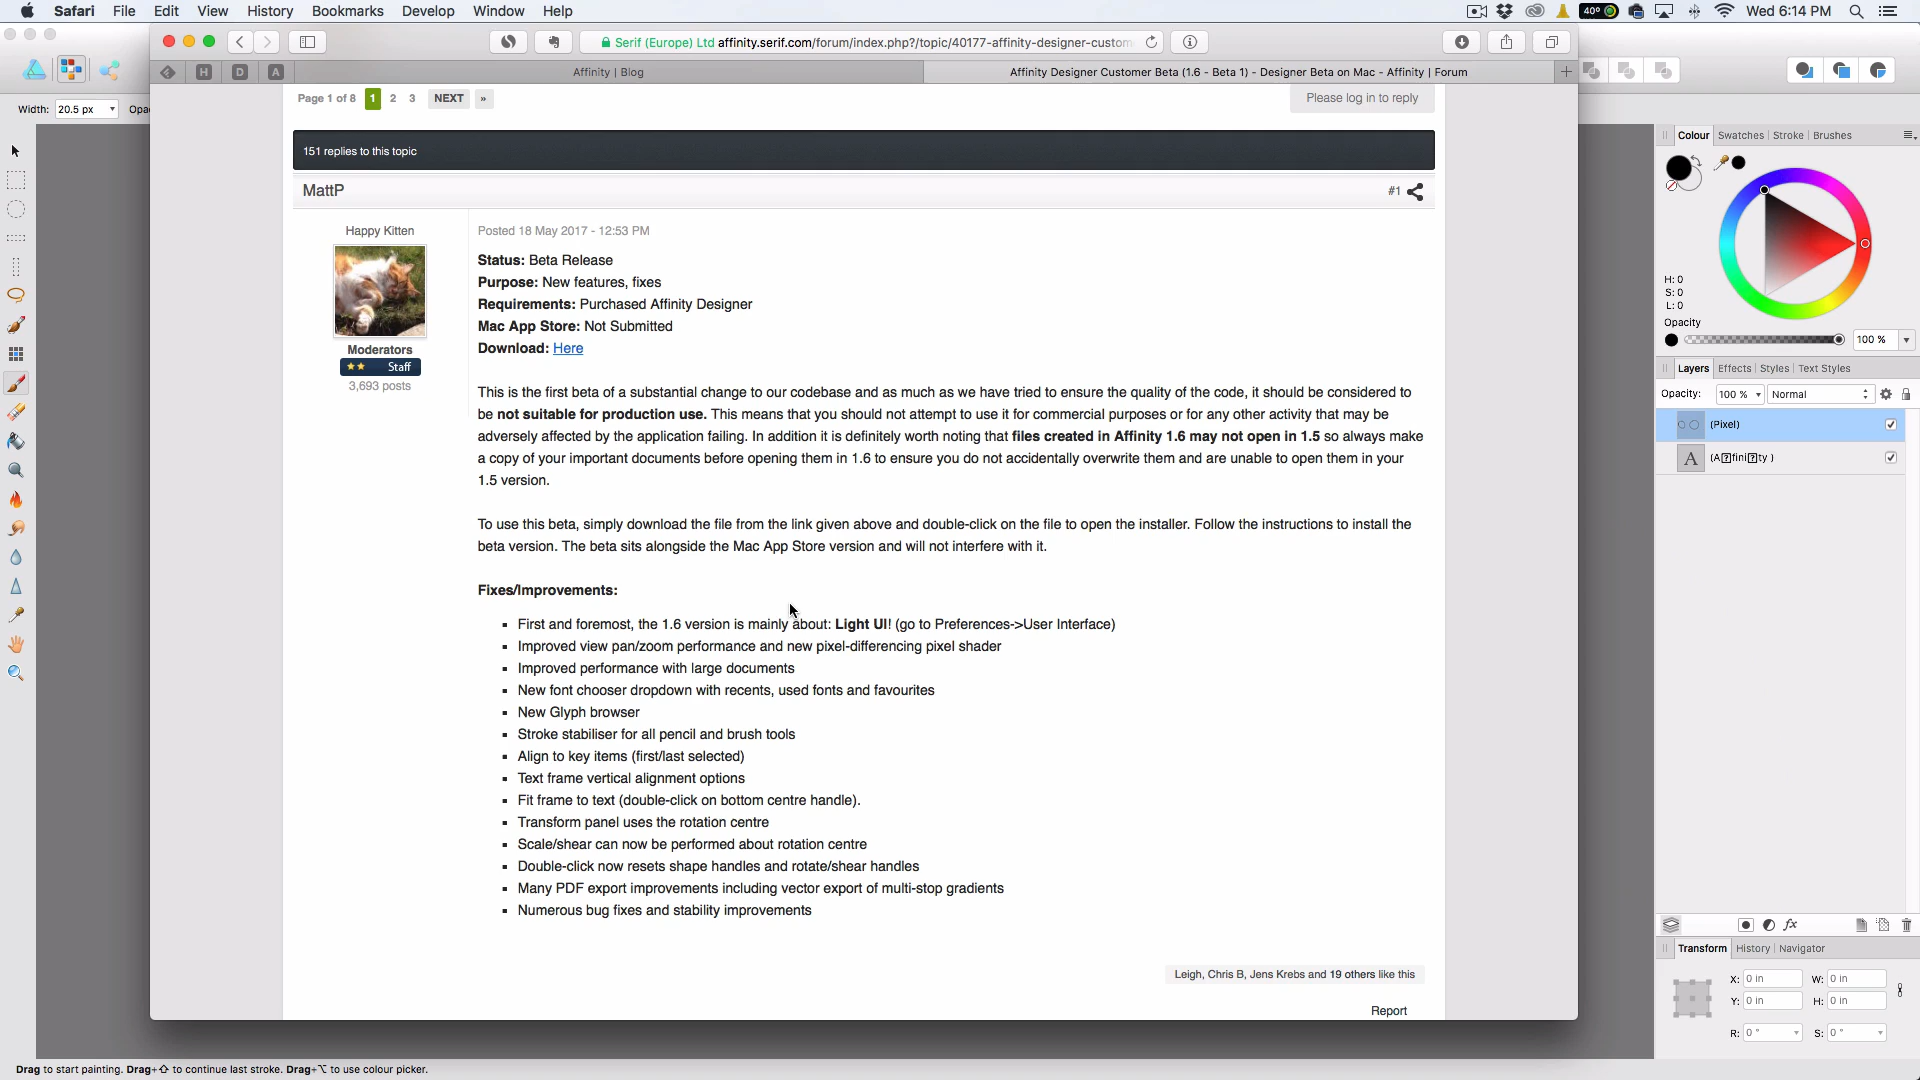 Safari File Edit View History Bookmarks Develop Window Help
40° Wed 6:14 PM
Serif (Europe) Ltd affinity.serif.com/forum/index.php?/topic/40177-affinity-designer-custom
H D A Affinity | Blog Affinity Designer Customer Beta (1.6 - Beta 1) - Designer Beta on Mac - Affinity | Forum
Width: 20.5 px Opac
Page 1 of 8 1 2 3 NEXT » Please log in to reply
151 replies to this topic
MattP #1
Happy Kitten
Moderators
Staff
3,693 posts
Posted 18 May 2017 - 12:53 PM
Status: Beta Release
Purpose: New features, fixes
Requirements: Purchased Affinity Designer
Mac App Store: Not Submitted
Download: Here
This is the first beta of a substantial change to our codebase and as much as we have tried to ensure the quality of the code, it should be considered to
be not suitable for production use. This means that you should not attempt to use it for commercial purposes or for any other activity that may be
adversely affected by the application failing. In addition it is definitely worth noting that files created in Affinity 1.6 may not open in 1.5 so always make
a copy of your important documents before opening them in 1.6 to ensure you do not accidentally overwrite them and are unable to open them in your
1.5 version.
To use this beta, simply download the file from the link given above and double-click on the file to open the installer. Follow the instructions to install the
beta version. The beta sits alongside the Mac App Store version and will not interfere with it.
Fixes/Improvements:
First and foremost, the 1.6 version is mainly about: Light UI! (go to Preferences->User Interface)
Improved view pan/zoom performance and new pixel-differencing pixel shader
Improved performance with large documents
New font chooser dropdown with recents, used fonts and favourites
New Glyph browser
Stroke stabiliser for all pencil and brush tools
Align to key items (first/last selected)
Text frame vertical alignment options
Fit frame to text (double-click on bottom centre handle).
Transform panel uses the rotation centre
Scale/shear can now be performed about rotation centre
Double-click now resets shape handles and rotate/shear handles
Many PDF export improvements including vector export of multi-stop gradients
Numerous bug fixes and stability improvements
Leigh, Chris B, Jens Krebs and 19 others like this
Report
Colour Swatches Stroke Brushes
H: 0
S: 0
L: 0
Opacity
100 %
Layers Effects Styles Text Styles
Opacity: 100 % Normal
(Pixel)
A (A⍰fini⍰ty )
fx
Transform History Navigator
X: 0 in W: 0 in
Y: 0 in H: 0 in
R: 0 ° S: 0 °
Drag to start painting. Drag+⇧ to continue last stroke. Drag+⌥ to use colour picker.